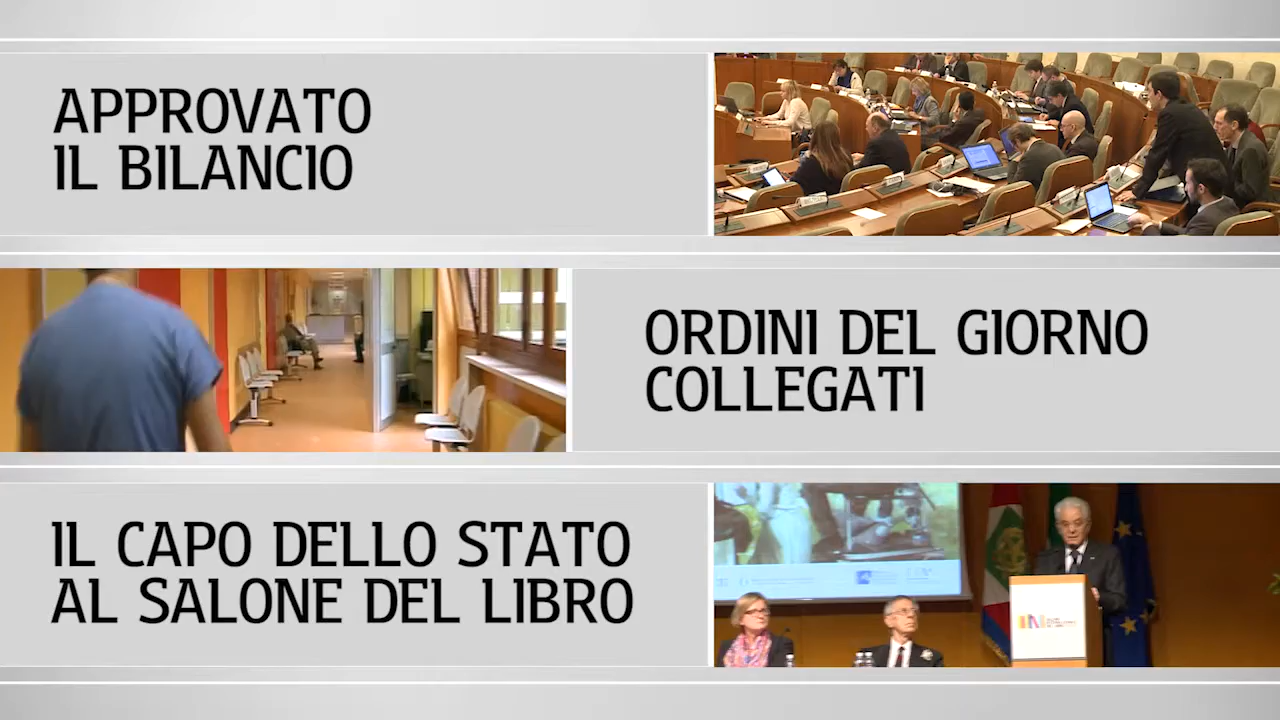 APPROVATO
IL BILANCIO
ORDINI DEL GIORNO
COLLEGATI
IL CAPO DELLO STATO
AL SALONE DEL LIBRO